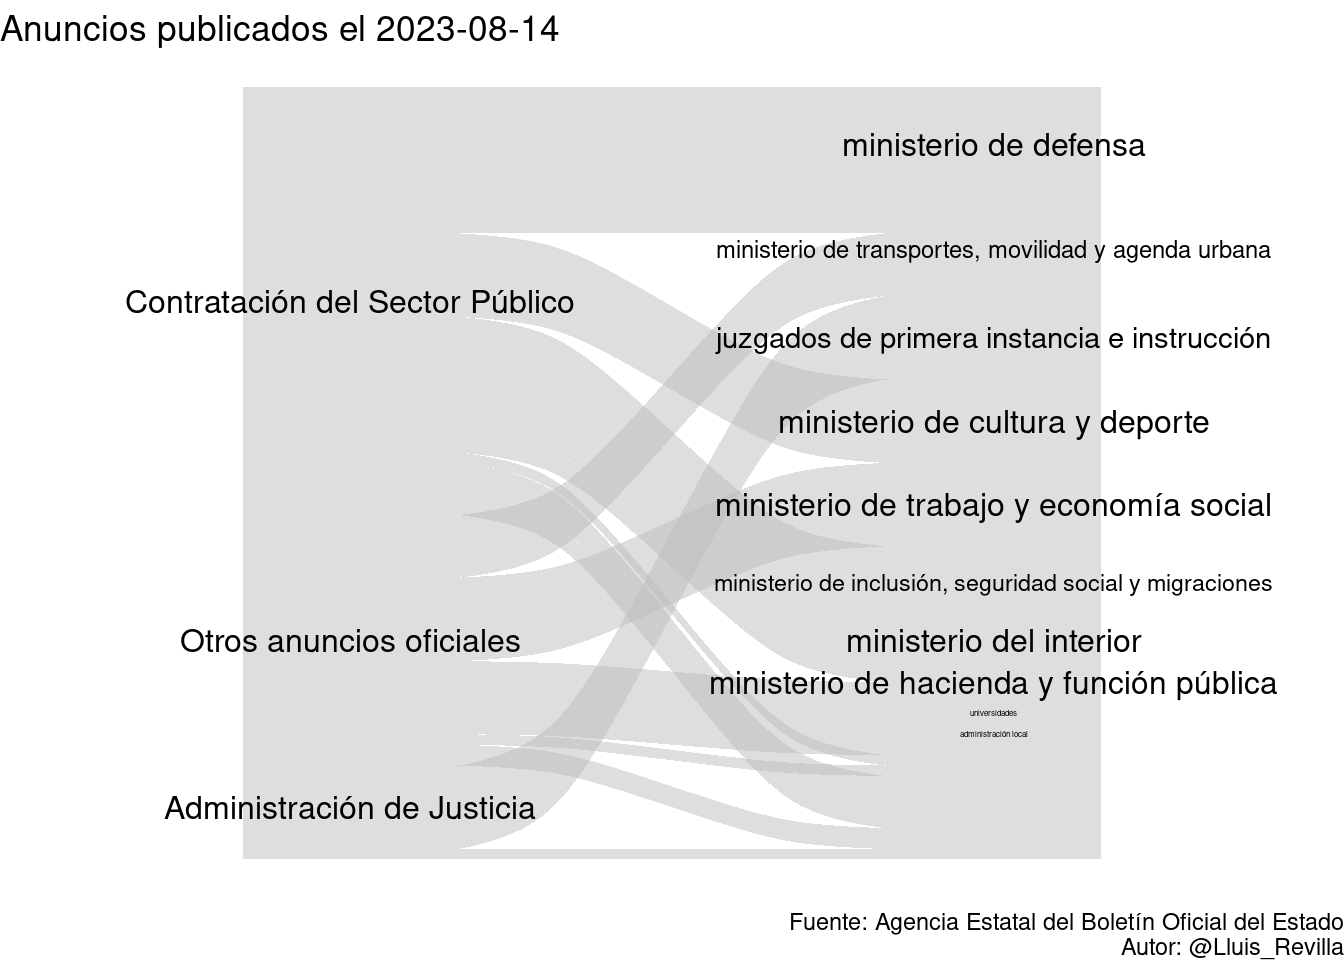 Anuncios publicados el 2023-08-14
ministerio de defensa
ministerio de transportes, movilidad y agenda urbana
Contratación del Sector Público
juzgados de primera instancia e instrucción
ministerio de cultura y deporte
ministerio de trabajo y economía social
ministerio de inclusión, seguridad social y migraciones
Otros anuncios oficiales
ministerio del interior
ministerio de hacienda y función pública
universidades
administración local
Administración de Justicia
Fuente: Agencia Estatal del Boletín Oficial del Estado
Autor: @Lluis_Revilla